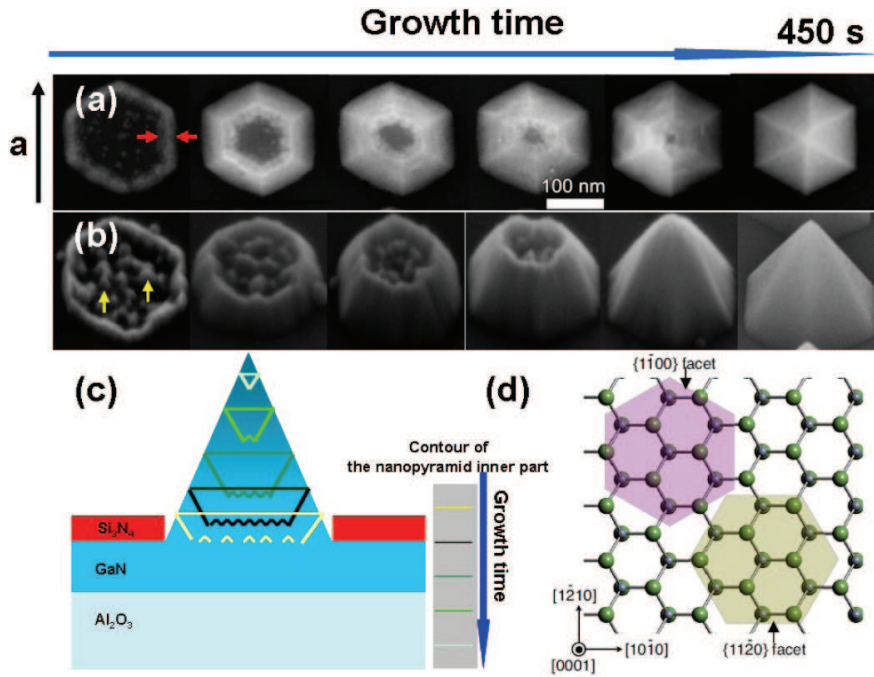 Growth time
450 s
(a)
a
100 nm
(b)
(c)
Contour of
the nanopyramid inner part
Growth time
Si₃N₄
GaN
Al₂O₃
(d)
{11̄00} facet
[12̄10]
[0001]
[101̄0]
{112̄0} facet